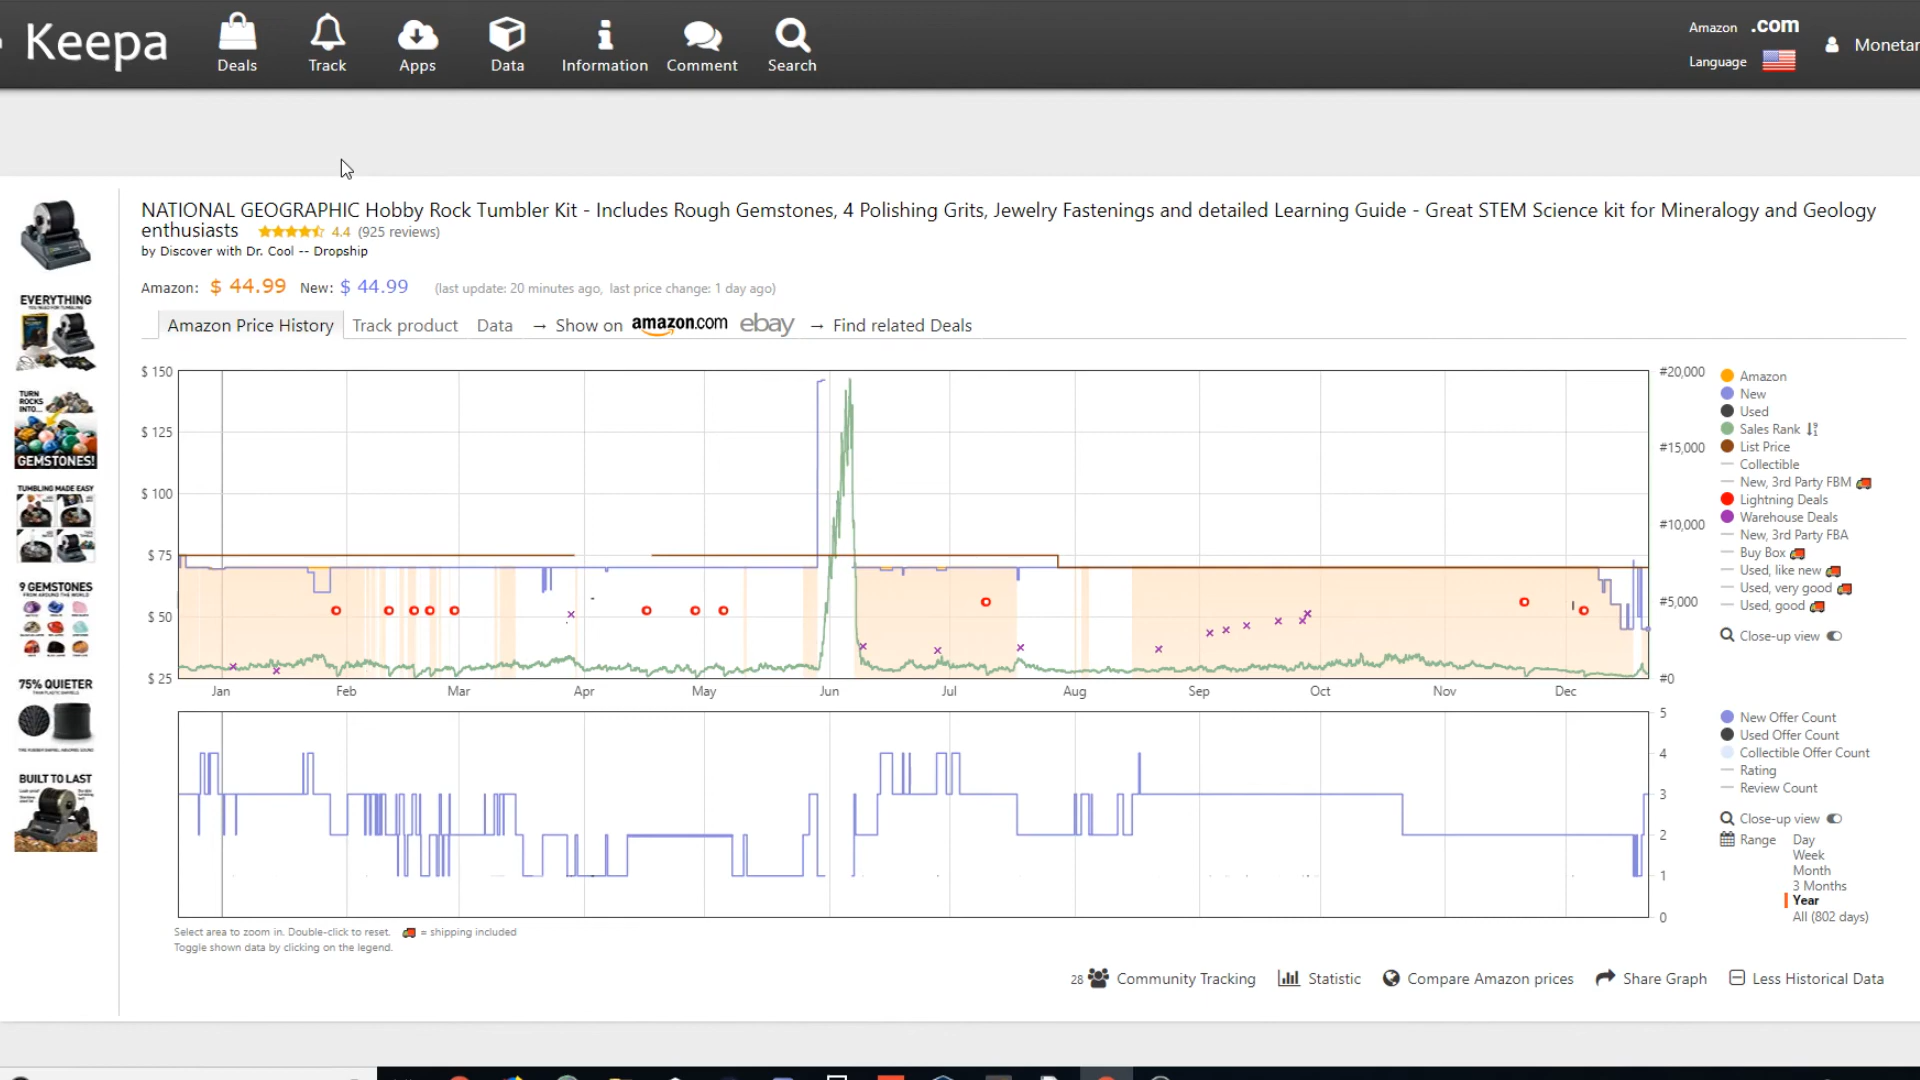 Keepa
Deals
Track
Apps
Data
Information
Comment
Search
Amazon .com
Language
Monetar
NATIONAL GEOGRAPHIC Hobby Rock Tumbler Kit - Includes Rough Gemstones, 4 Polishing Grits, Jewelry Fastenings and detailed Learning Guide - Great STEM Science kit for Mineralogy and Geology
enthusiasts 4.4 (925 reviews)
by Discover with Dr. Cool -- Dropship
Amazon: $ 44.99 New: $ 44.99 (last update: 20 minutes ago, last price change: 1 day ago)
Amazon Price History Track product Data → Show on amazon.com ebay → Find related Deals
EVERYTHING
TURN
ROCKS
INTO...
GEMSTONES!
TUMBLING MADE EASY
9 GEMSTONES
FROM AROUND THE WORLD
75% QUIETER
BUILT TO LAST
$ 150
$ 125
$ 100
$ 75
$ 50
$ 25
#20,000
#15,000
#10,000
#5,000
#0
Jan Feb Mar Apr May Jun Jul Aug Sep Oct Nov Dec
Amazon
New
Used
Sales Rank
List Price
Collectible
New, 3rd Party FBM
Lightning Deals
Warehouse Deals
New, 3rd Party FBA
Buy Box
Used, like new
Used, very good
Used, good
Close-up view
5
4
3
2
1
0
New Offer Count
Used Offer Count
Collectible Offer Count
Rating
Review Count
Close-up view
Range Day
Week
Month
3 Months
Year
All (802 days)
Select area to zoom in. Double-click to reset. = shipping included
Toggle shown data by clicking on the legend.
28 Community Tracking Statistic Compare Amazon prices Share Graph Less Historical Data